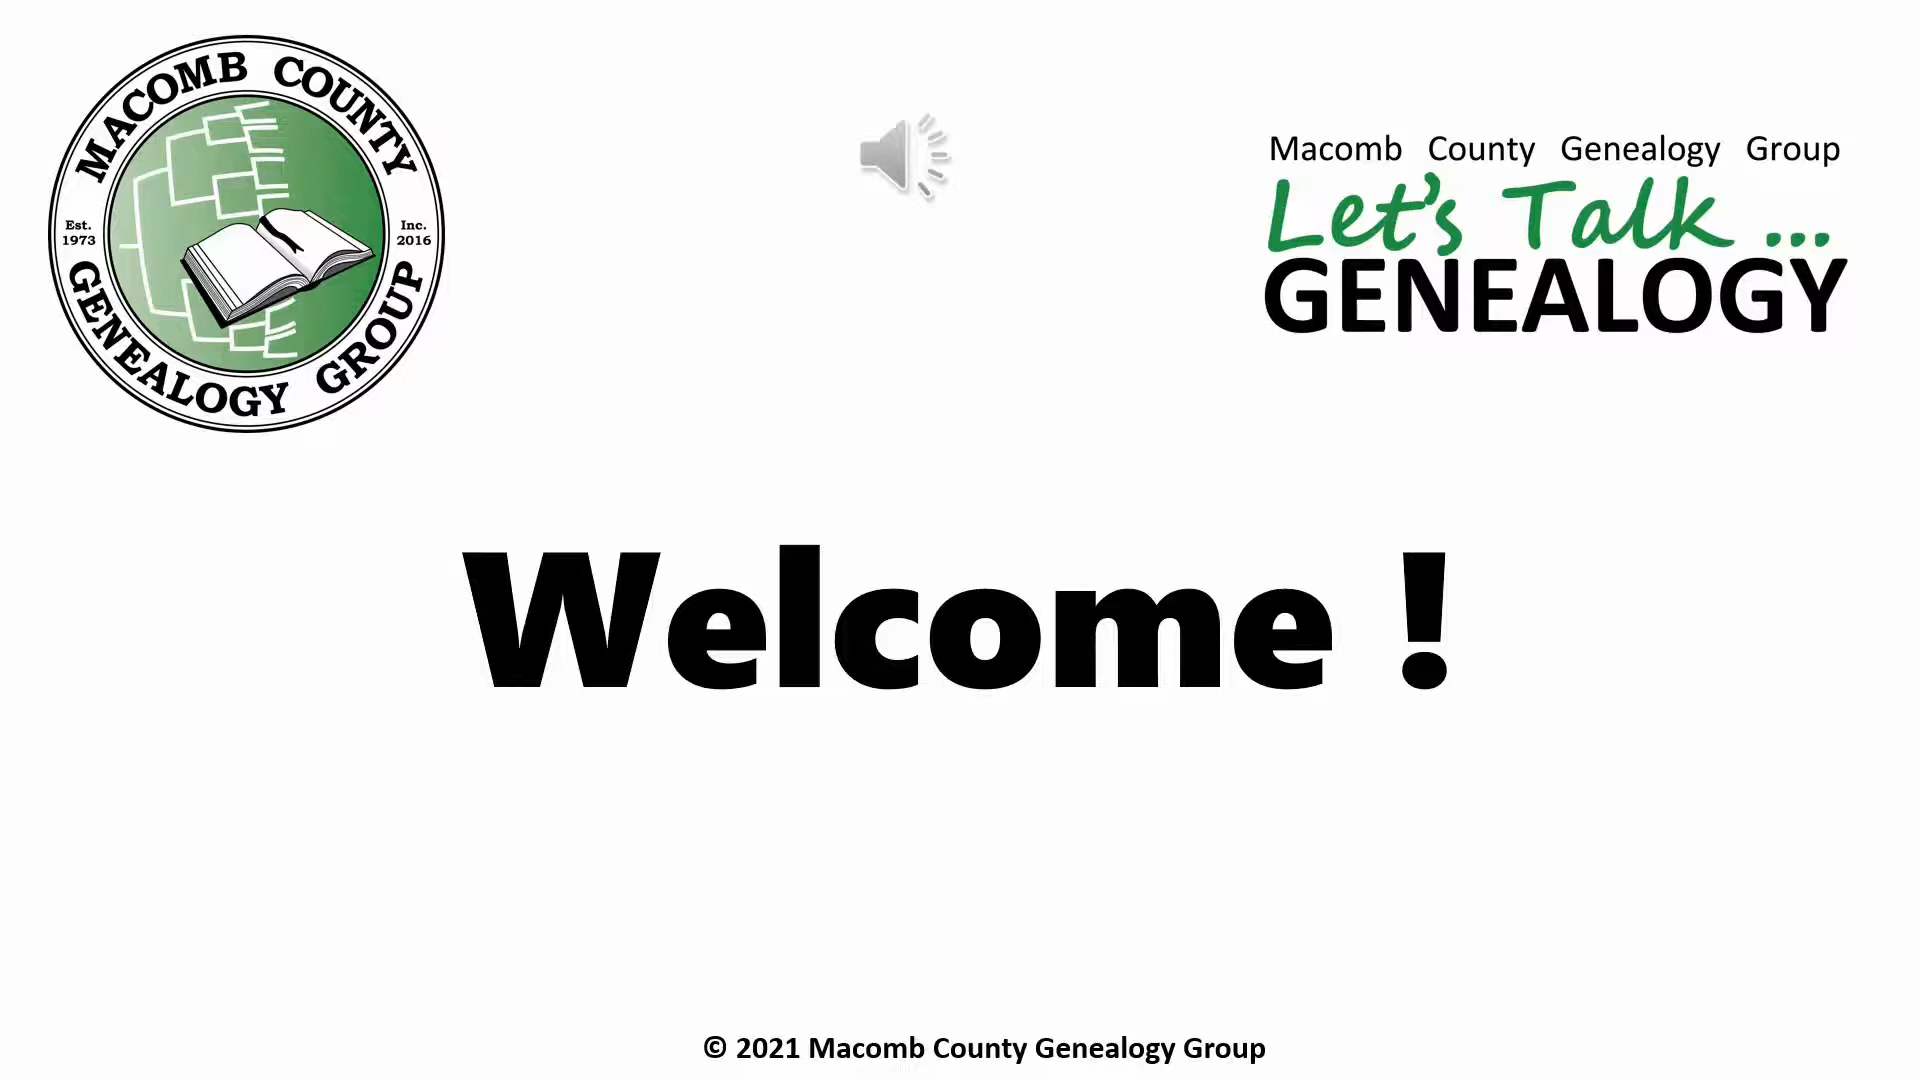 MACOMB COUNTY
Est.
1973
Inc.
2016
GENEALOGY GROUP
Macomb County Genealogy Group
Let's Talk ...
GENEALOGY
Welcome !
© 2021 Macomb County Genealogy Group